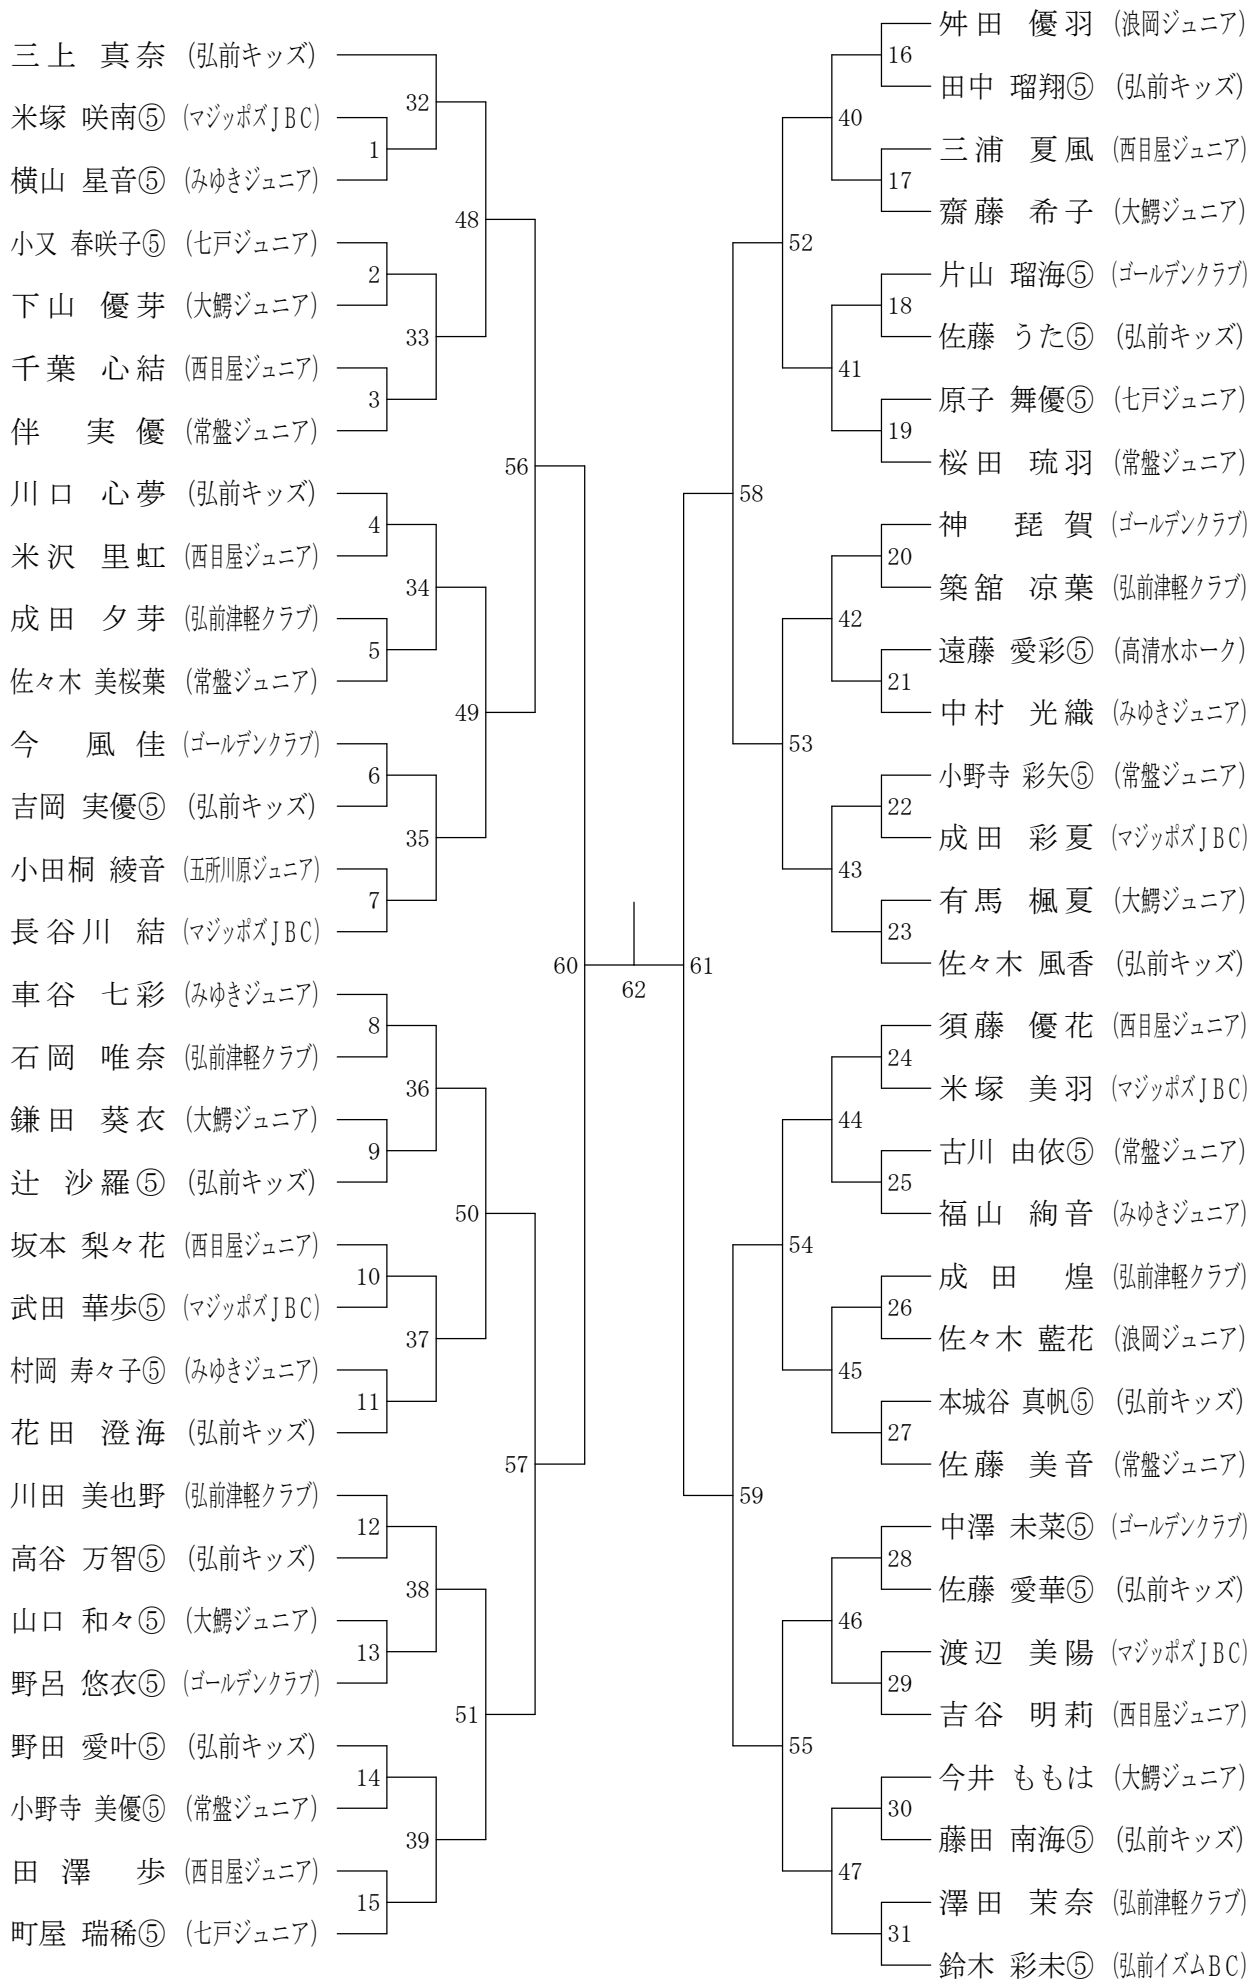 三上 真奈 (弘前キッズ)
米塚 咲南⑤ (マジッポズJBC)
横山 星音⑤ (みゆきジュニア)
小又 春咲子⑤ (七戸ジュニア)
下山 優芽 (大鰐ジュニア)
千葉 心結 (西目屋ジュニア)
伴 実優 (常盤ジュニア)
川口 心夢 (弘前キッズ)
米沢 里虹 (西目屋ジュニア)
成田 夕芽 (弘前津軽クラブ)
佐々木 美桜葉 (常盤ジュニア)
今 風佳 (ゴールデンクラブ)
吉岡 実優⑤ (弘前キッズ)
小田桐 綾音 (五所川原ジュニア)
長谷川 結 (マジッポズJBC)
車谷 七彩 (みゆきジュニア)
石岡 唯奈 (弘前津軽クラブ)
鎌田 葵衣 (大鰐ジュニア)
辻 沙羅⑤ (弘前キッズ)
坂本 梨々花 (西目屋ジュニア)
武田 華歩⑤ (マジッポズJBC)
村岡 寿々子⑤ (みゆきジュニア)
花田 澄海 (弘前キッズ)
川田 美也野 (弘前津軽クラブ)
高谷 万智⑤ (弘前キッズ)
山口 和々⑤ (大鰐ジュニア)
野呂 悠衣⑤ (ゴールデンクラブ)
野田 愛叶⑤ (弘前キッズ)
小野寺 美優⑤ (常盤ジュニア)
田澤 歩 (西目屋ジュニア)
町屋 瑞稀⑤ (七戸ジュニア)
1
2
3
4
5
6
7
8
9
10
11
12
13
14
15
32
33
34
35
36
37
38
39
48
49
50
51
56
57
60
62
61
58
59
52
53
54
55
40
41
42
43
44
45
46
47
16
17
18
19
20
21
22
23
24
25
26
27
28
29
30
31
舛田 優羽 (浪岡ジュニア)
田中 瑠翔⑤ (弘前キッズ)
三浦 夏風 (西目屋ジュニア)
齋藤 希子 (大鰐ジュニア)
片山 瑠海⑤ (ゴールデンクラブ)
佐藤 うた⑤ (弘前キッズ)
原子 舞優⑤ (七戸ジュニア)
桜田 琉羽 (常盤ジュニア)
神 琵賀 (ゴールデンクラブ)
築舘 凉葉 (弘前津軽クラブ)
遠藤 愛彩⑤ (高清水ホーク)
中村 光織 (みゆきジュニア)
小野寺 彩矢⑤ (常盤ジュニア)
成田 彩夏 (マジッポズJBC)
有馬 楓夏 (大鰐ジュニア)
佐々木 風香 (弘前キッズ)
須藤 優花 (西目屋ジュニア)
米塚 美羽 (マジッポズJBC)
古川 由依⑤ (常盤ジュニア)
福山 絢音 (みゆきジュニア)
成田 煌 (弘前津軽クラブ)
佐々木 藍花 (浪岡ジュニア)
本城谷 真帆⑤ (弘前キッズ)
佐藤 美音 (常盤ジュニア)
中澤 未菜⑤ (ゴールデンクラブ)
佐藤 愛華⑤ (弘前キッズ)
渡辺 美陽 (マジッポズJBC)
吉谷 明莉 (西目屋ジュニア)
今井 ももは (大鰐ジュニア)
藤田 南海⑤ (弘前キッズ)
澤田 茉奈 (弘前津軽クラブ)
鈴木 彩未⑤ (弘前イズムBC)